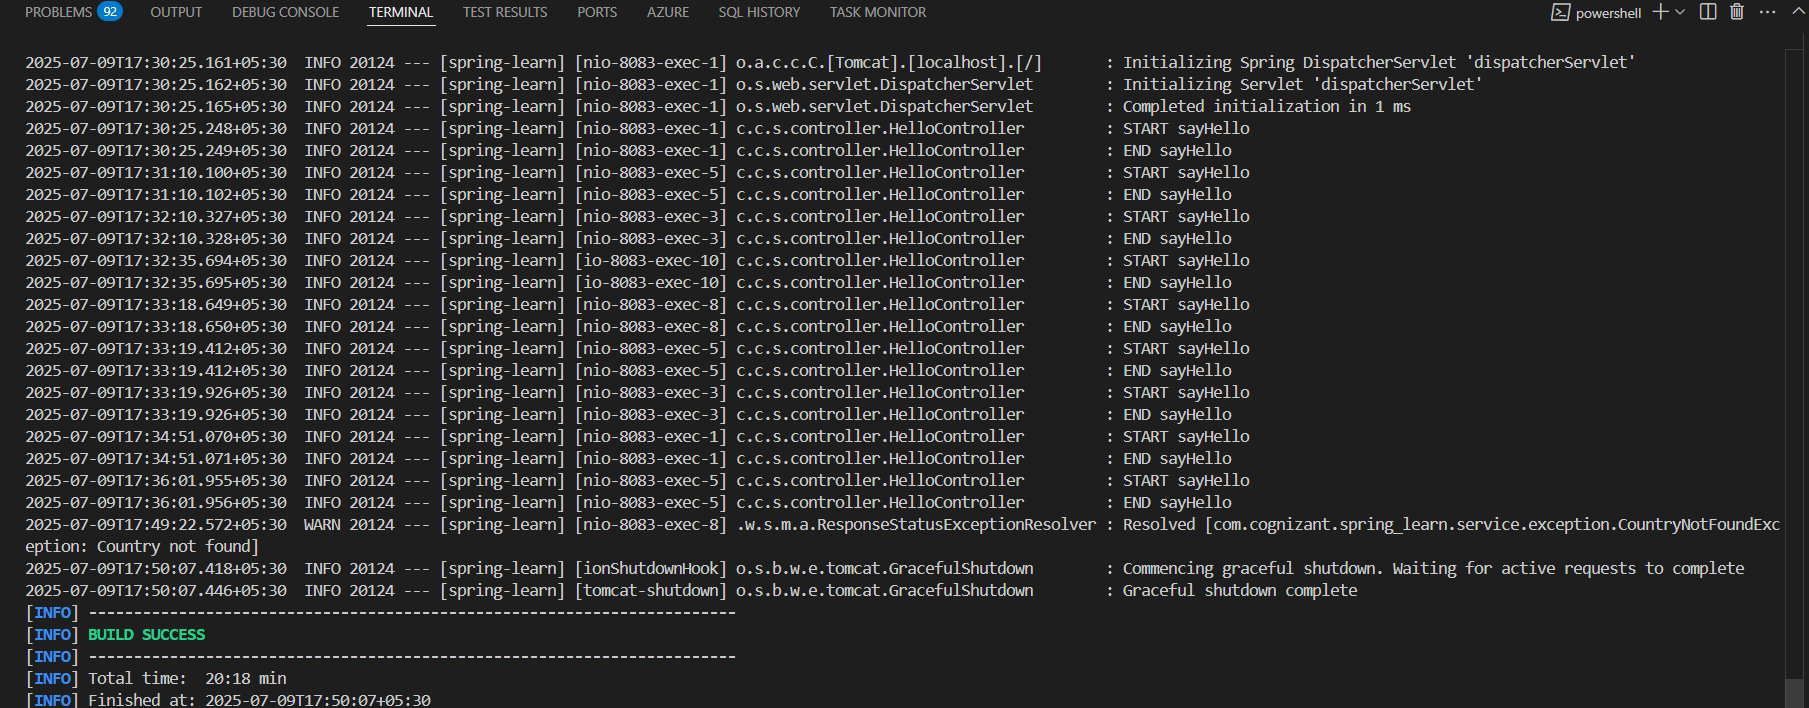 PROBLEMS 92 OUTPUT DEBUG CONSOLE TERMINAL TEST RESULTS PORTS AZURE SQL HISTORY TASK MONITOR powershell
2025-07-09T17:30:25.161+05:30  INFO 20124 --- [spring-learn] [nio-8083-exec-1] o.a.c.c.C.[Tomcat].[localhost].[/]       : Initializing Spring DispatcherServlet 'dispatcherServlet'
2025-07-09T17:30:25.162+05:30  INFO 20124 --- [spring-learn] [nio-8083-exec-1] o.s.web.servlet.DispatcherServlet        : Initializing Servlet 'dispatcherServlet'
2025-07-09T17:30:25.165+05:30  INFO 20124 --- [spring-learn] [nio-8083-exec-1] o.s.web.servlet.DispatcherServlet        : Completed initialization in 1 ms
2025-07-09T17:30:25.248+05:30  INFO 20124 --- [spring-learn] [nio-8083-exec-1] c.c.s.controller.HelloController         : START sayHello
2025-07-09T17:30:25.249+05:30  INFO 20124 --- [spring-learn] [nio-8083-exec-1] c.c.s.controller.HelloController         : END sayHello
2025-07-09T17:31:10.100+05:30  INFO 20124 --- [spring-learn] [nio-8083-exec-5] c.c.s.controller.HelloController         : START sayHello
2025-07-09T17:31:10.102+05:30  INFO 20124 --- [spring-learn] [nio-8083-exec-5] c.c.s.controller.HelloController         : END sayHello
2025-07-09T17:32:10.327+05:30  INFO 20124 --- [spring-learn] [nio-8083-exec-3] c.c.s.controller.HelloController         : START sayHello
2025-07-09T17:32:10.328+05:30  INFO 20124 --- [spring-learn] [nio-8083-exec-3] c.c.s.controller.HelloController         : END sayHello
2025-07-09T17:32:35.694+05:30  INFO 20124 --- [spring-learn] [io-8083-exec-10] c.c.s.controller.HelloController         : START sayHello
2025-07-09T17:32:35.695+05:30  INFO 20124 --- [spring-learn] [io-8083-exec-10] c.c.s.controller.HelloController         : END sayHello
2025-07-09T17:33:18.649+05:30  INFO 20124 --- [spring-learn] [nio-8083-exec-8] c.c.s.controller.HelloController         : START sayHello
2025-07-09T17:33:18.650+05:30  INFO 20124 --- [spring-learn] [nio-8083-exec-8] c.c.s.controller.HelloController         : END sayHello
2025-07-09T17:33:19.412+05:30  INFO 20124 --- [spring-learn] [nio-8083-exec-5] c.c.s.controller.HelloController         : START sayHello
2025-07-09T17:33:19.412+05:30  INFO 20124 --- [spring-learn] [nio-8083-exec-5] c.c.s.controller.HelloController         : END sayHello
2025-07-09T17:33:19.926+05:30  INFO 20124 --- [spring-learn] [nio-8083-exec-3] c.c.s.controller.HelloController         : START sayHello
2025-07-09T17:33:19.926+05:30  INFO 20124 --- [spring-learn] [nio-8083-exec-3] c.c.s.controller.HelloController         : END sayHello
2025-07-09T17:34:51.070+05:30  INFO 20124 --- [spring-learn] [nio-8083-exec-1] c.c.s.controller.HelloController         : START sayHello
2025-07-09T17:34:51.071+05:30  INFO 20124 --- [spring-learn] [nio-8083-exec-1] c.c.s.controller.HelloController         : END sayHello
2025-07-09T17:36:01.955+05:30  INFO 20124 --- [spring-learn] [nio-8083-exec-5] c.c.s.controller.HelloController         : START sayHello
2025-07-09T17:36:01.956+05:30  INFO 20124 --- [spring-learn] [nio-8083-exec-5] c.c.s.controller.HelloController         : END sayHello
2025-07-09T17:49:22.572+05:30  WARN 20124 --- [spring-learn] [nio-8083-exec-8] .w.s.m.a.ResponseStatusExceptionResolver : Resolved [com.cognizant.spring_learn.service.exception.CountryNotFoundExc
eption: Country not found]
2025-07-09T17:50:07.418+05:30  INFO 20124 --- [spring-learn] [ionShutdownHook] o.s.b.w.e.tomcat.GracefulShutdown        : Commencing graceful shutdown. Waiting for active requests to complete
2025-07-09T17:50:07.446+05:30  INFO 20124 --- [spring-learn] [tomcat-shutdown] o.s.b.w.e.tomcat.GracefulShutdown        : Graceful shutdown complete
[INFO] ------------------------------------------------------------------------
[INFO] BUILD SUCCESS
[INFO] ------------------------------------------------------------------------
[INFO] Total time:  20:18 min
[INFO] Finished at: 2025-07-09T17:50:07+05:30